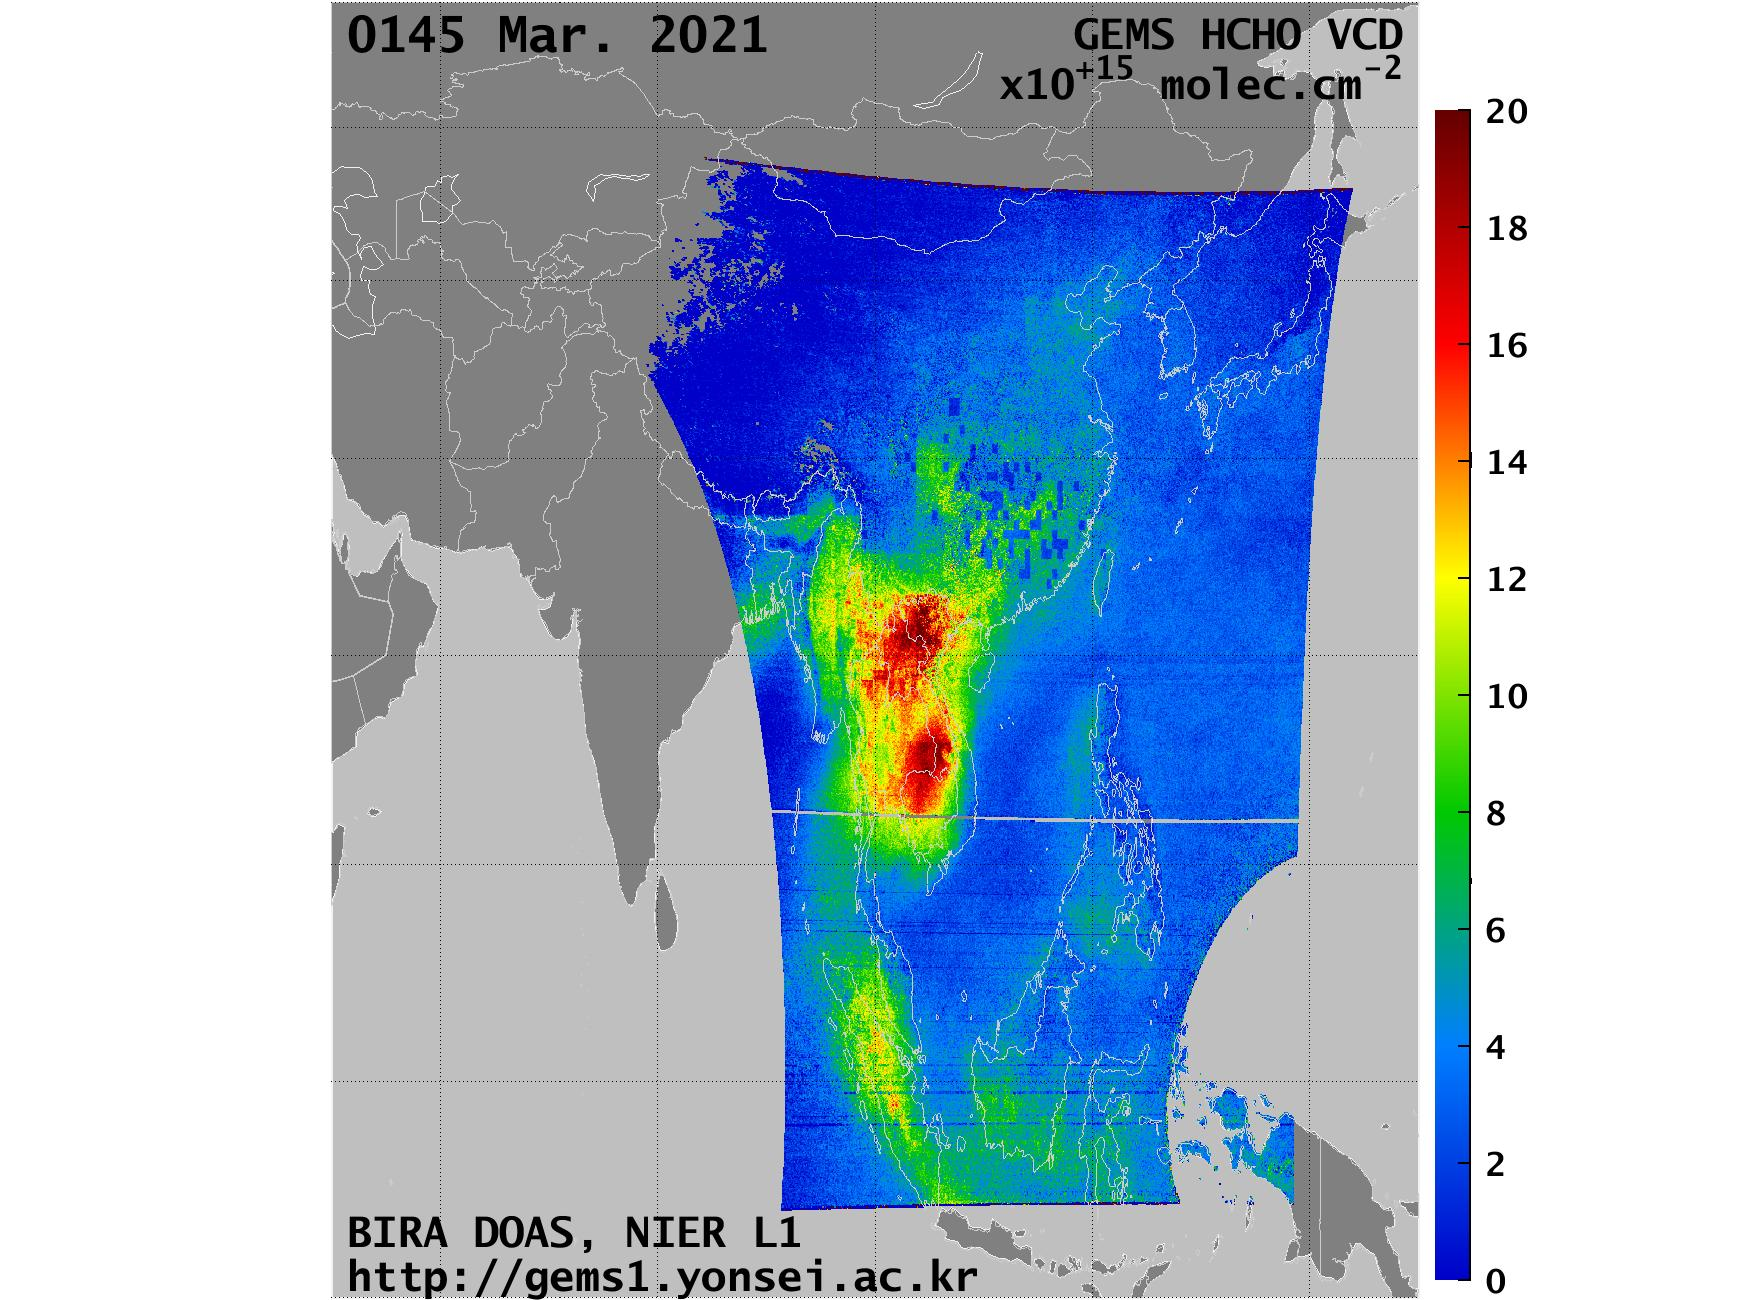 0145 Mar. 2021
GEMS HCHO VCD
x10+15 molec.cm-2
20
18
16
14
12
10
8
6
4
2
0
BIRA DOAS, NIER L1
http://gems1.yonsei.ac.kr